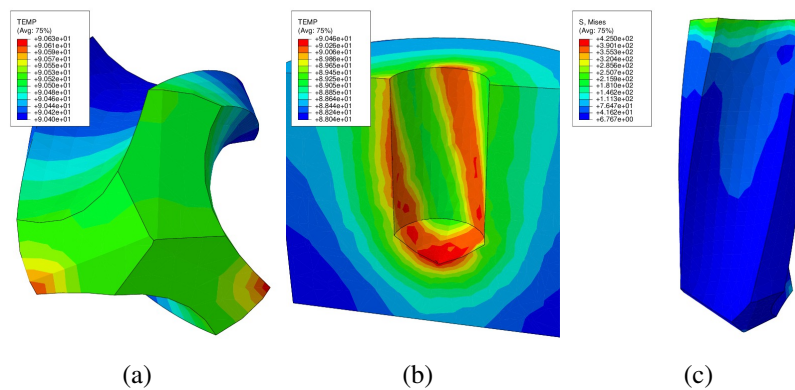 TEMP
(Avg: 75%)
+9.063e+01
+9.061e+01
+9.059e+01
+9.057e+01
+9.055e+01
+9.053e+01
+9.052e+01
+9.050e+01
+9.048e+01
+9.046e+01
+9.044e+01
+9.042e+01
+9.040e+01
TEMP
(Avg: 75%)
+9.046e+01
+9.026e+01
+9.006e+01
+8.986e+01
+8.965e+01
+8.945e+01
+8.925e+01
+8.905e+01
+8.885e+01
+8.864e+01
+8.844e+01
+8.824e+01
+8.804e+01
S, Mises
(Avg: 75%)
+4.250e+02
+3.901e+02
+3.553e+02
+3.204e+02
+2.856e+02
+2.507e+02
+2.159e+02
+1.810e+02
+1.462e+02
+1.113e+02
+7.647e+01
+4.162e+01
+6.767e+00
(a)
(b)
(c)